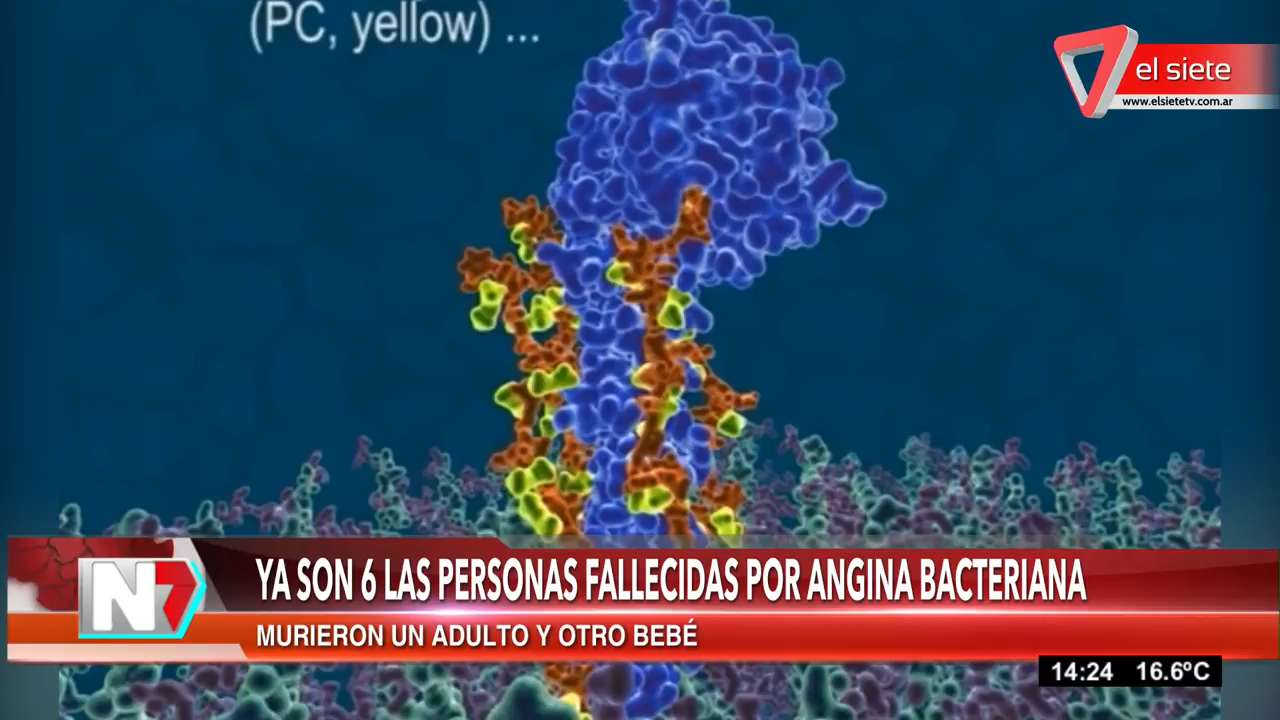 (PC, yellow) ...
el siete
www.elsietetv.com.ar
N7
YA SON 6 LAS PERSONAS FALLECIDAS POR ANGINA BACTERIANA
MURIERON UN ADULTO Y OTRO BEBÉ
14:24 16.6ºC